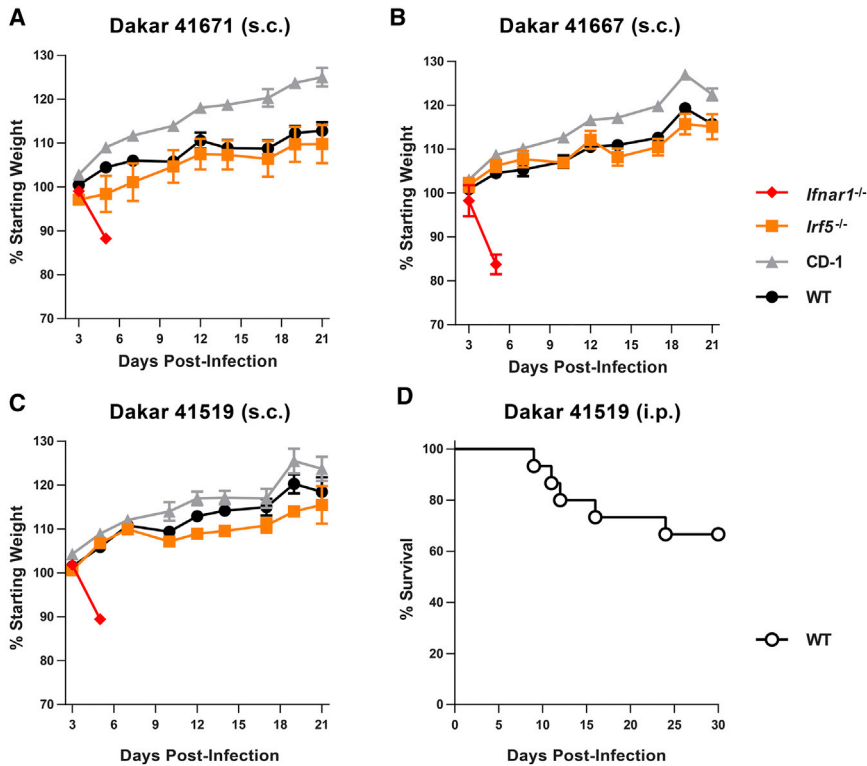 A
Dakar 41671 (s.c.)
% Starting Weight
130
120
110
100
90
80
70
3 6 9 12 15 18 21
Days Post-Infection
B
Dakar 41667 (s.c.)
% Starting Weight
130
120
110
100
90
80
70
3 6 9 12 15 18 21
Days Post-Infection
Ifnar1-/-
Irf5-/-
CD-1
WT
C
Dakar 41519 (s.c.)
% Starting Weight
130
120
110
100
90
80
70
3 6 9 12 15 18 21
Days Post-Infection
D
Dakar 41519 (i.p.)
% Survival
100
80
60
40
20
0
0 5 10 15 20 25 30
Days Post-Infection
WT